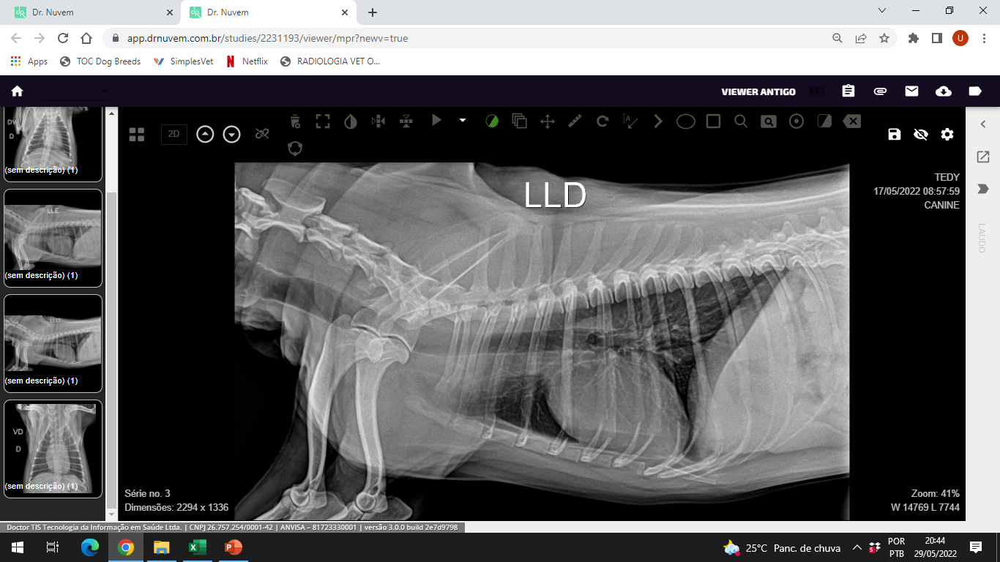 Dr. Nuvem
Dr. Nuvem
app.drnuvem.com.br/studies/2231193/viewer/mpr?newv=true
U
Apps
TOC Dog Breeds
SimplesVet
Netflix
RADIOLOGIA VET O...
VIEWER ANTIGO
2D
DV
D
(sem descrição) (1)
LLE
(sem descrição) (1)
LLD
(sem descrição) (1)
VD
D
(sem descrição) (1)
LLD
TEDY
17/05/2022 08:57:59
CANINE
LAUDO
Série no. 3
Dimensões: 2294 x 1336
Zoom: 41%
W 14769 L 7744
Doctor TIS Tecnologia da Informação em Saúde Ltda. | CNPJ 26.757.254/0001-42 | ANVISA – 81723330001 | versão 3.0.0 build 2e7d9798
25°C Panc. de chuva
POR
PTB
20:44
29/05/2022